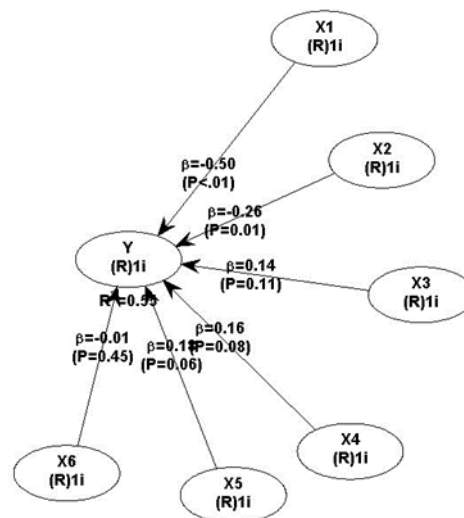 X1
(R)1i
X2
(R)1i
β=-0.50
(P<.01)
β=-0.26
(P=0.01)
Y
(R)1i
β=0.14
(P=0.11)
X3
(R)1i
β=-0.01
(P=0.45)
(P=0.06)
β=0.16
(P=0.08)
X4
(R)1i
X6
(R)1i
X5
(R)1i